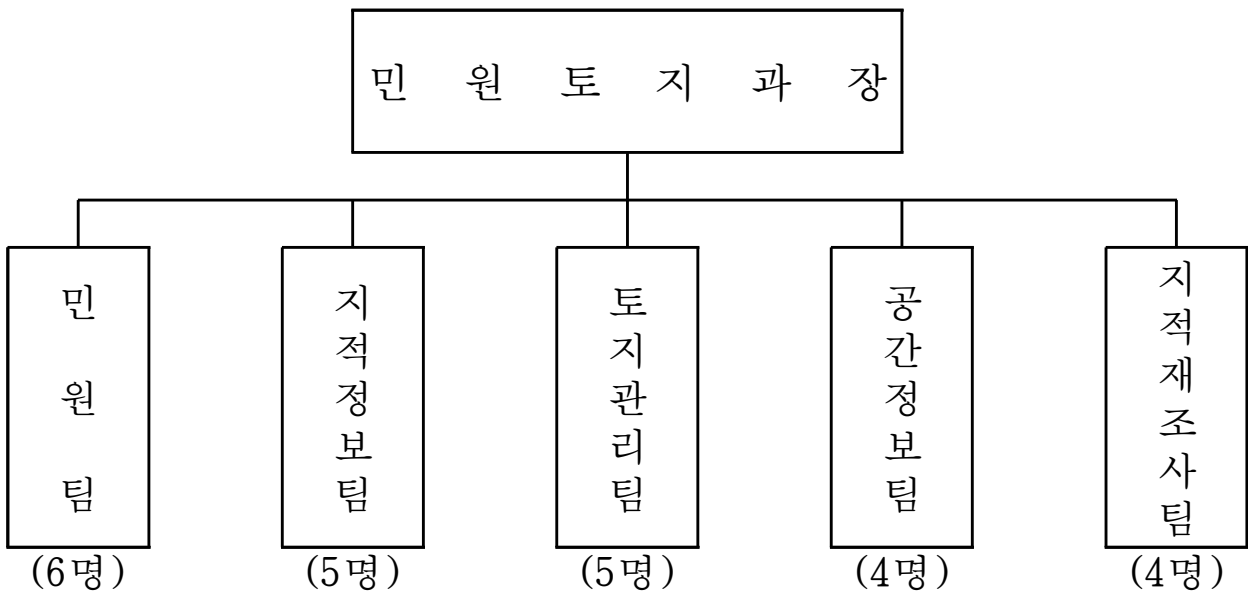 민 원 토 지 과 장
민원팀
지적정보팀
토지관리팀
공간정보팀
지적재조사팀
(6명)
(5명)
(5명)
(4명)
(4명)